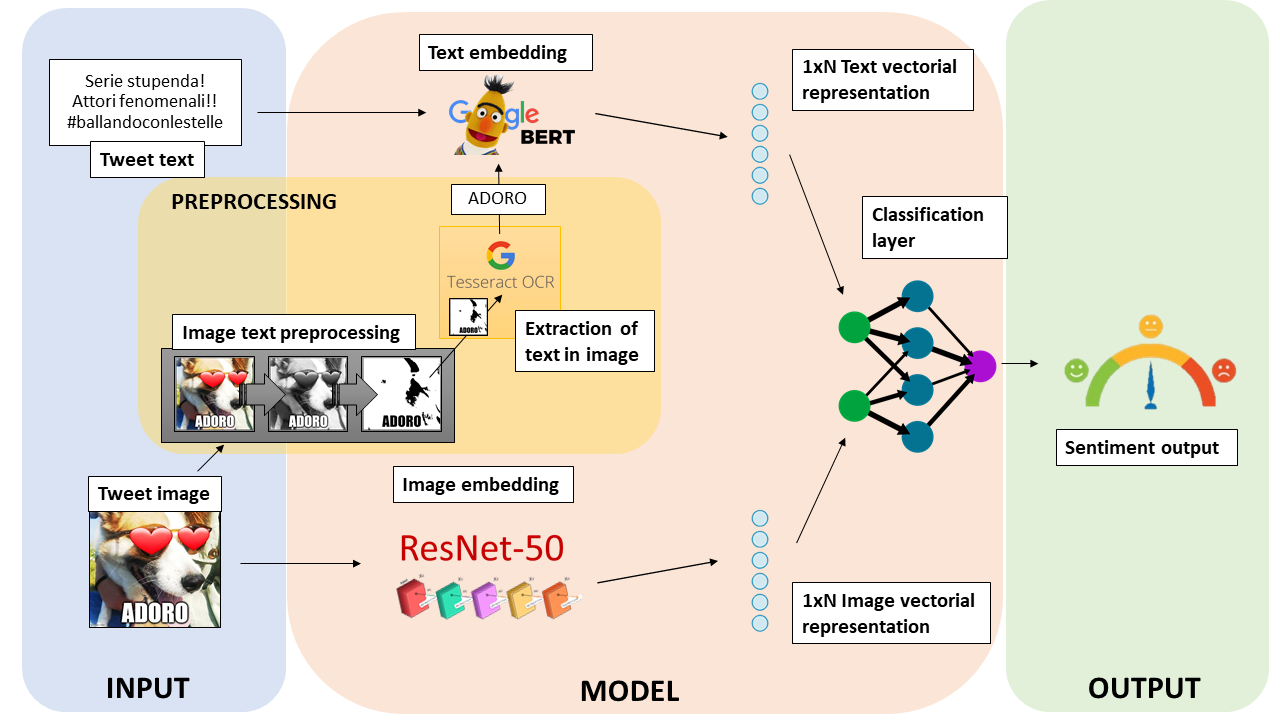 Serie stupenda!
Attori fenomenali!!
#ballandoconlestelle
Tweet text
Text embedding
Google
BERT
1xN Text vectorial
representation
PREPROCESSING
ADORO
Tesseract OCR
ADORO
Extraction of
text in image
Image text preprocessing
ADORO
ADORO
ADORO
Classification
layer
Sentiment output
Tweet image
ADORO
Image embedding
ResNet-50
1xN Image vectorial
representation
INPUT
MODEL
OUTPUT